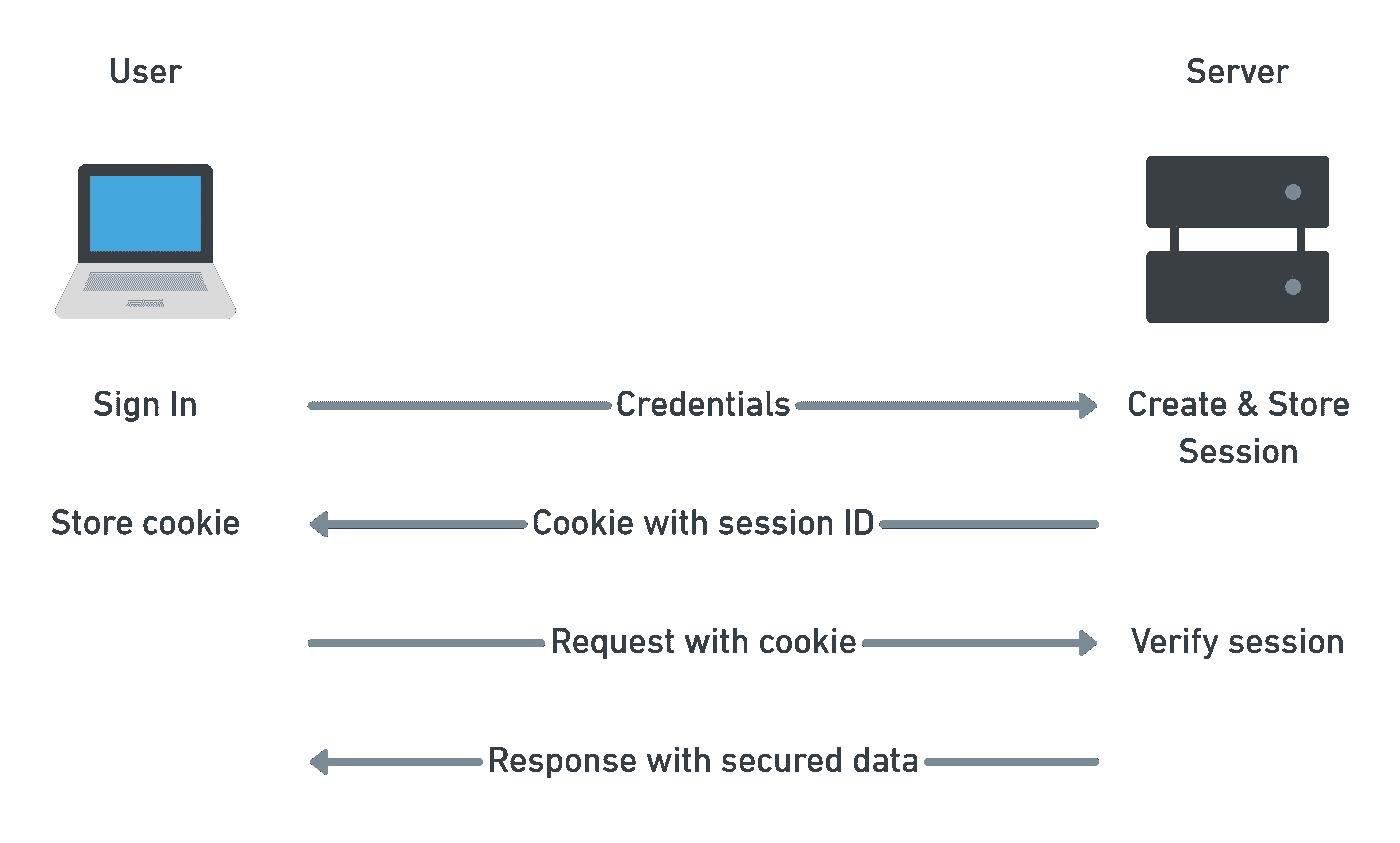 User
Server
Sign In
Credentials
Create & Store
Session
Store cookie
Cookie with session ID
Request with cookie
Verify session
Response with secured data